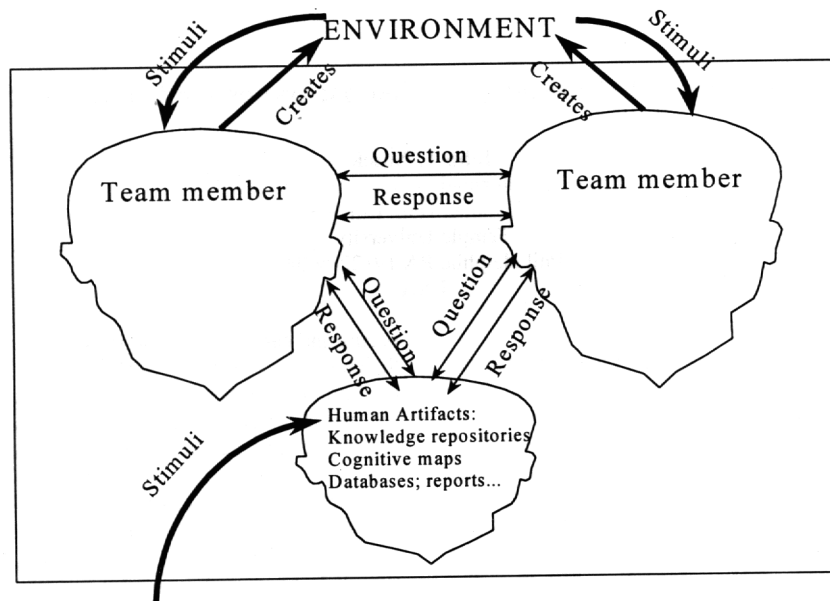 ENVIRONMENT
Stimuli
Stimuli
Creates
Creates
Team member
Team member
Question
Response
Question
Response
Question
Response
Human Artifacts:
Knowledge repositories
Cognitive maps
Databases; reports...
Stimuli